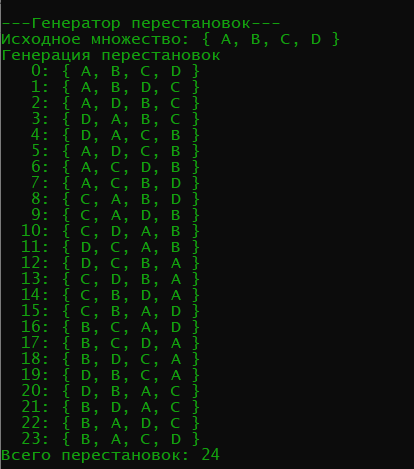 ---Генератор перестановок---
Исходное множество: { A, B, C, D }
Генерация перестановок
0: { A, B, C, D }
1: { A, B, D, C }
2: { A, D, B, C }
3: { D, A, B, C }
4: { D, A, C, B }
5: { A, D, C, B }
6: { A, C, D, B }
7: { A, C, B, D }
8: { C, A, B, D }
9: { C, A, D, B }
10: { C, D, A, B }
11: { D, C, A, B }
12: { D, C, B, A }
13: { C, D, B, A }
14: { C, B, D, A }
15: { C, B, A, D }
16: { B, C, A, D }
17: { B, C, D, A }
18: { B, D, C, A }
19: { D, B, C, A }
20: { D, B, A, C }
21: { B, D, A, C }
22: { B, A, D, C }
23: { B, A, C, D }
Всего перестановок: 24